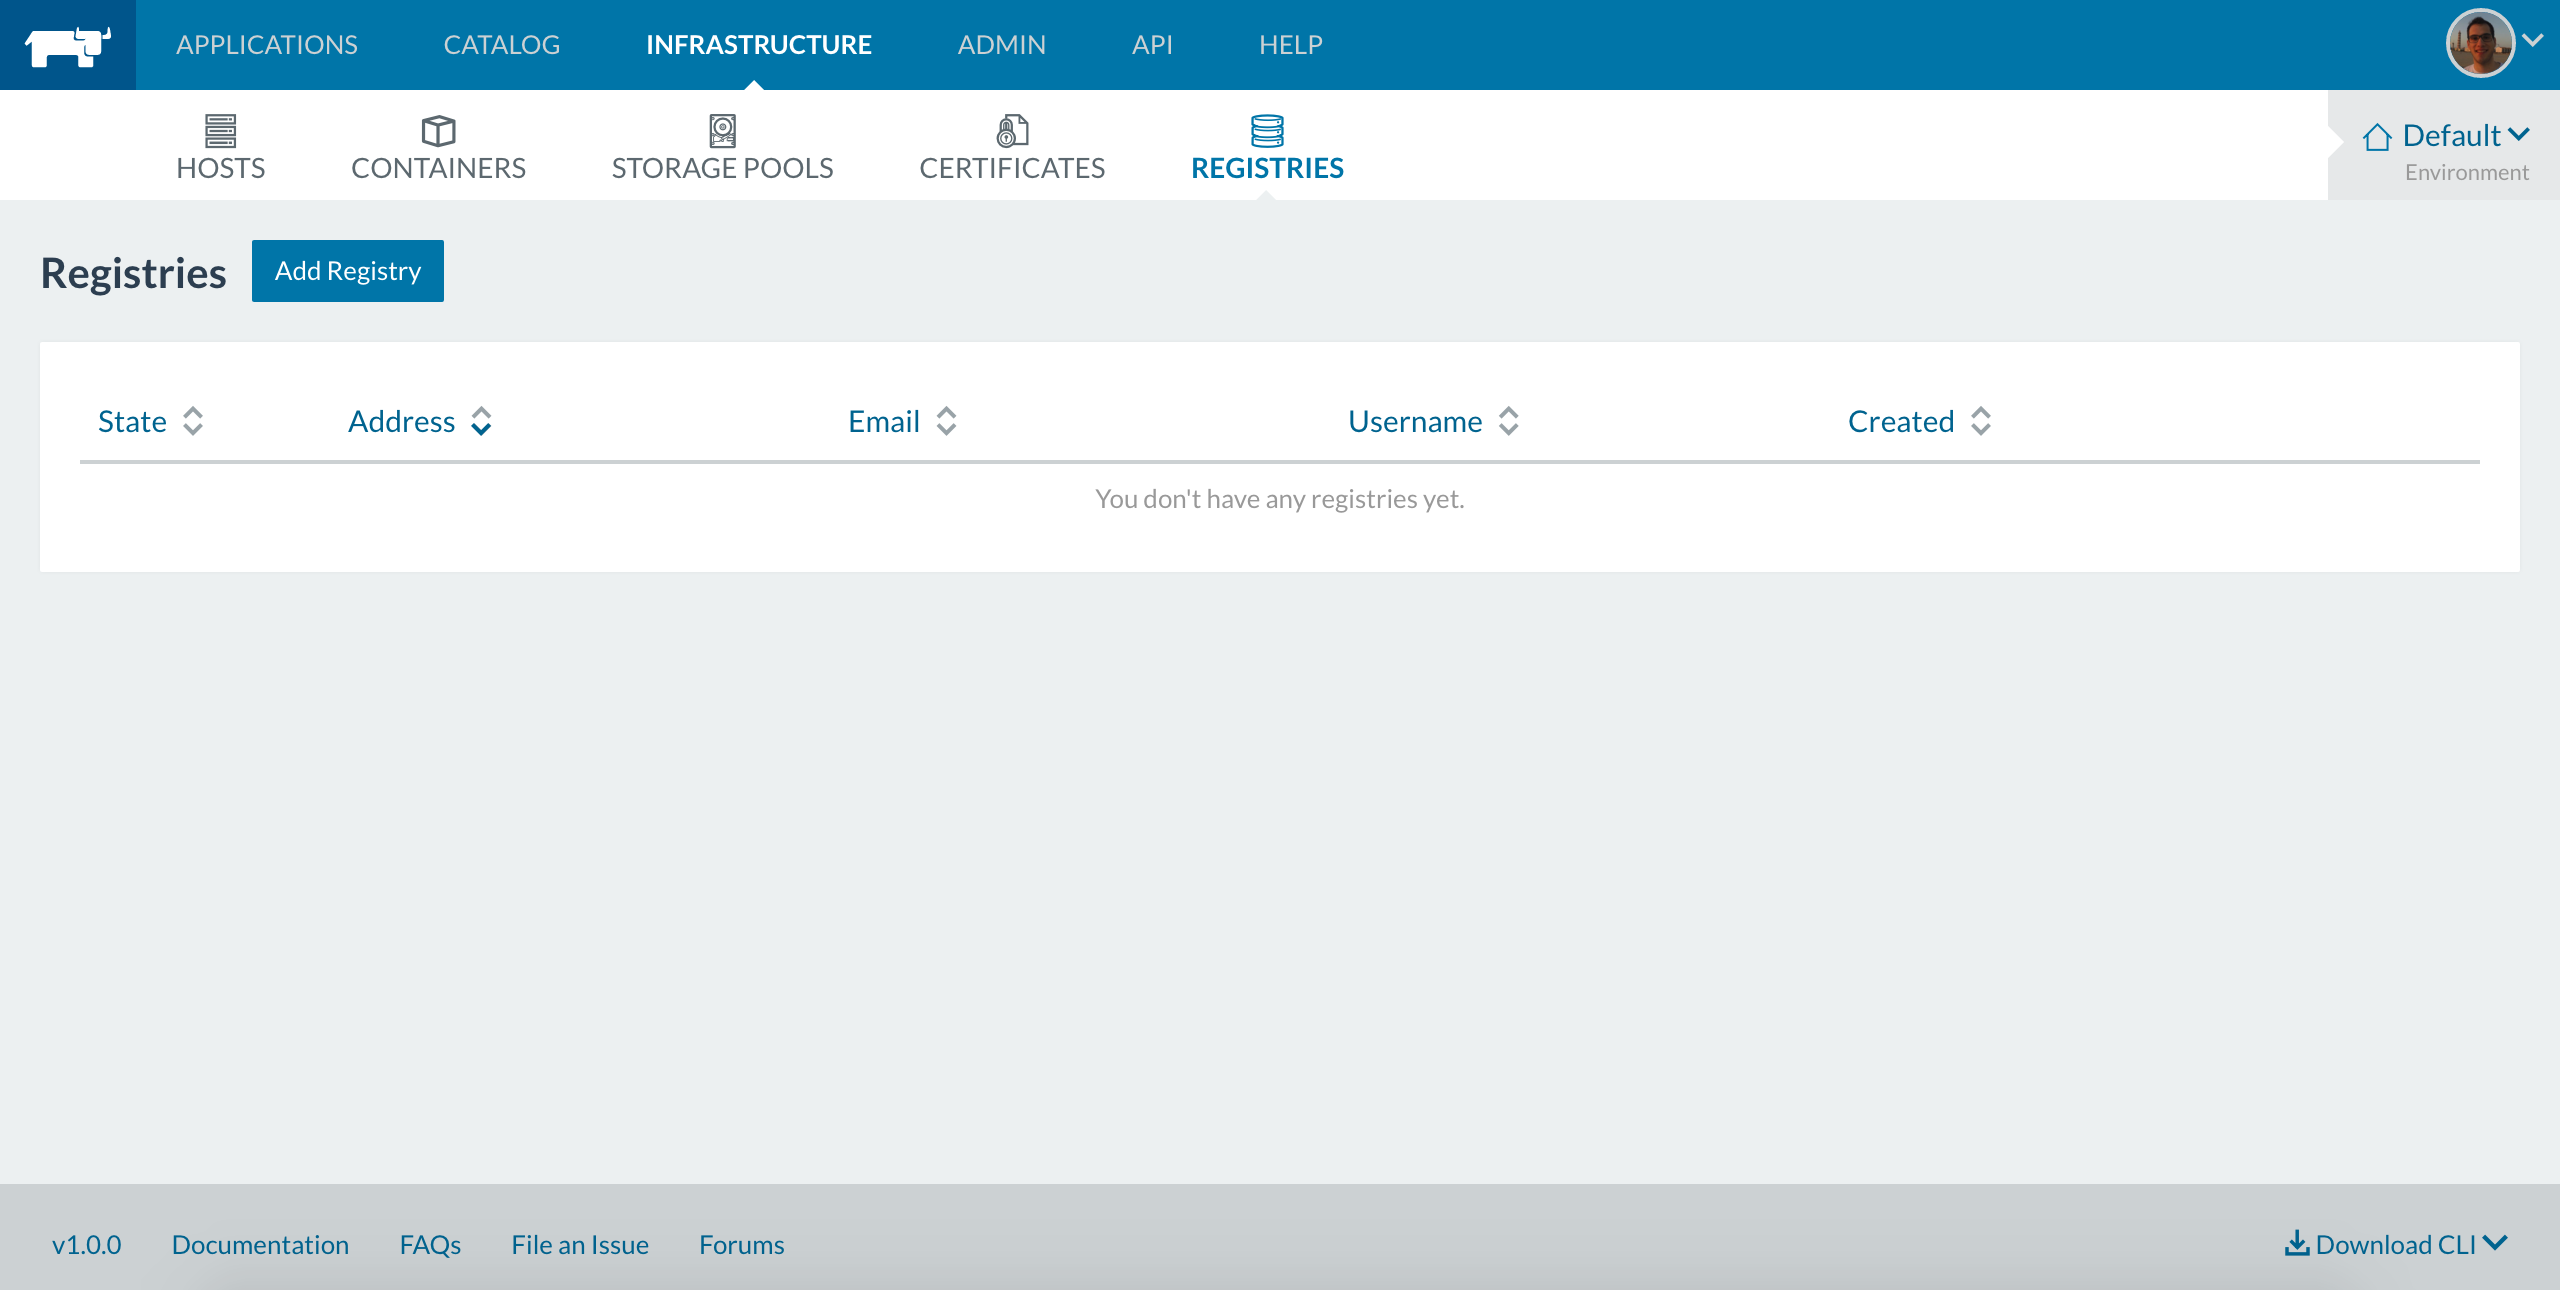 APPLICATIONS CATALOG INFRASTRUCTURE ADMIN API HELP
HOSTS CONTAINERS STORAGE POOLS CERTIFICATES REGISTRIES
Default
Environment
Registries Add Registry
State Address Email Username Created
You don't have any registries yet.
v1.0.0 Documentation FAQs File an Issue Forums Download CLI